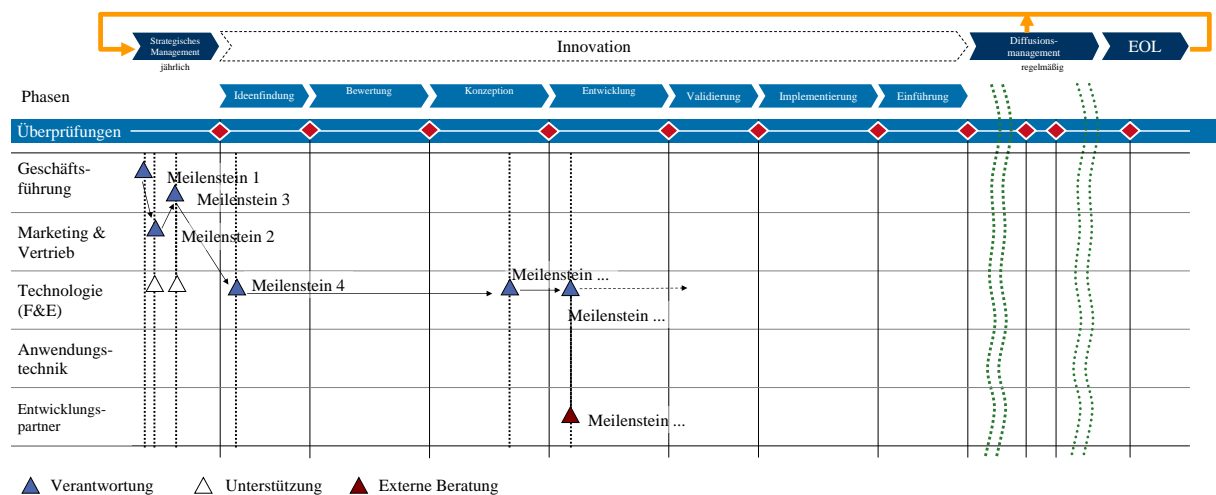 Strategisches
Management
jährlich
Innovation
Diffusions-
management
regelmäßig
EOL
Phasen
Ideenfindung
Bewertung
Konzeption
Entwicklung
Validierung
Implementierung
Einführung
Überprüfungen
Geschäfts-
führung
Meilenstein 1
Meilenstein 3
Marketing &
Vertrieb
Meilenstein 2
Technologie
(F&E)
Meilenstein 4
Meilenstein ...
Meilenstein ...
Anwendungs-
technik
Entwicklungs-
partner
Meilenstein ...
Verantwortung
Unterstützung
Externe Beratung